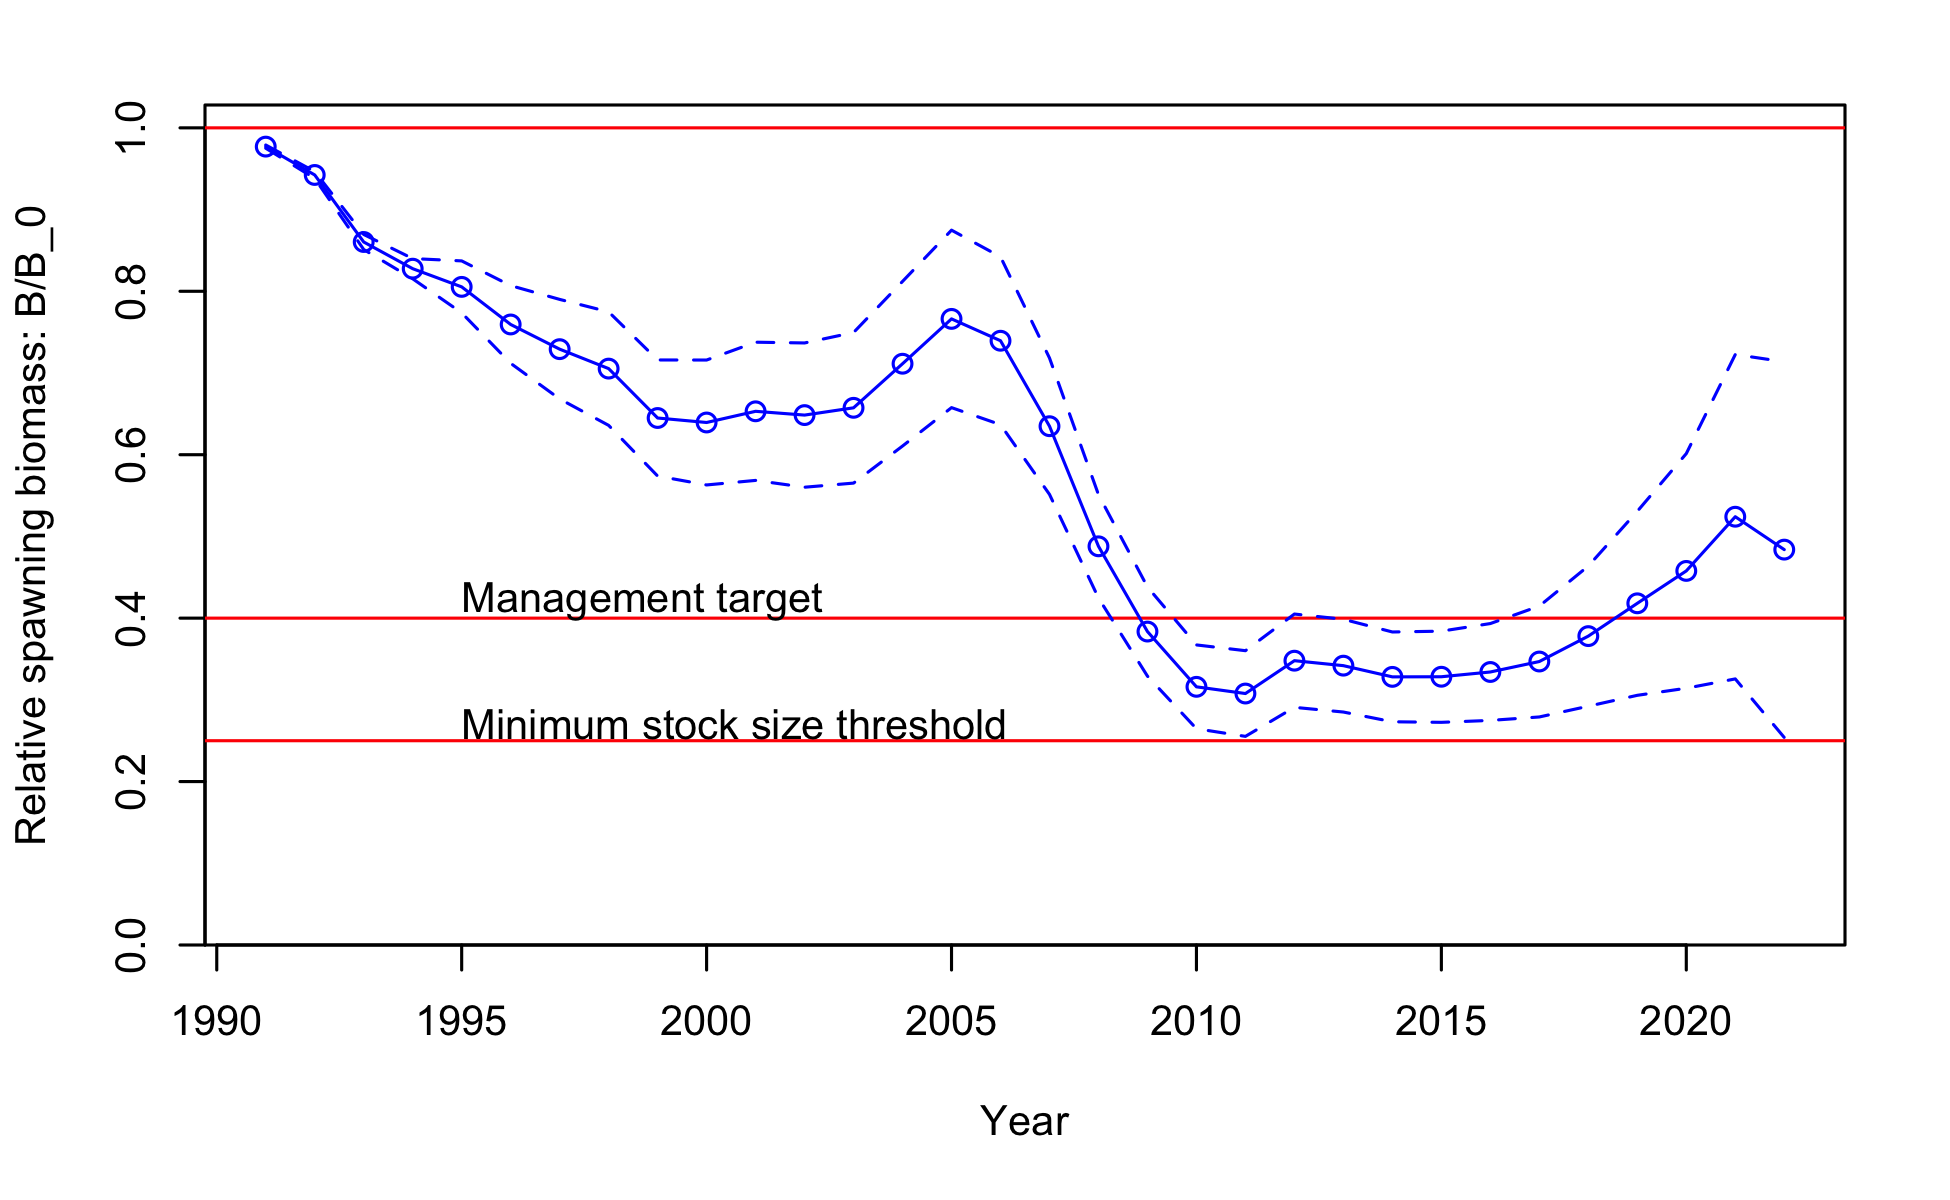 Relative spawning biomass: B/B_0
1.0
0.8
0.6
0.4
0.2
0.0
Management target
Minimum stock size threshold
1990 1995 2000 2005 2010 2015 2020
Year